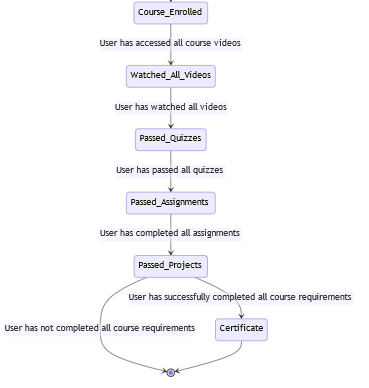 Course_Enrolled
User has accessed all course videos
Watched_All_Videos
User has watched all videos
Passed_Quizzes
User has passed all quizzes
Passed_Assignments
User has completed all assignments
Passed_Projects
User has successfully completed all course requirements
User has not completed all course requirements
Certificate